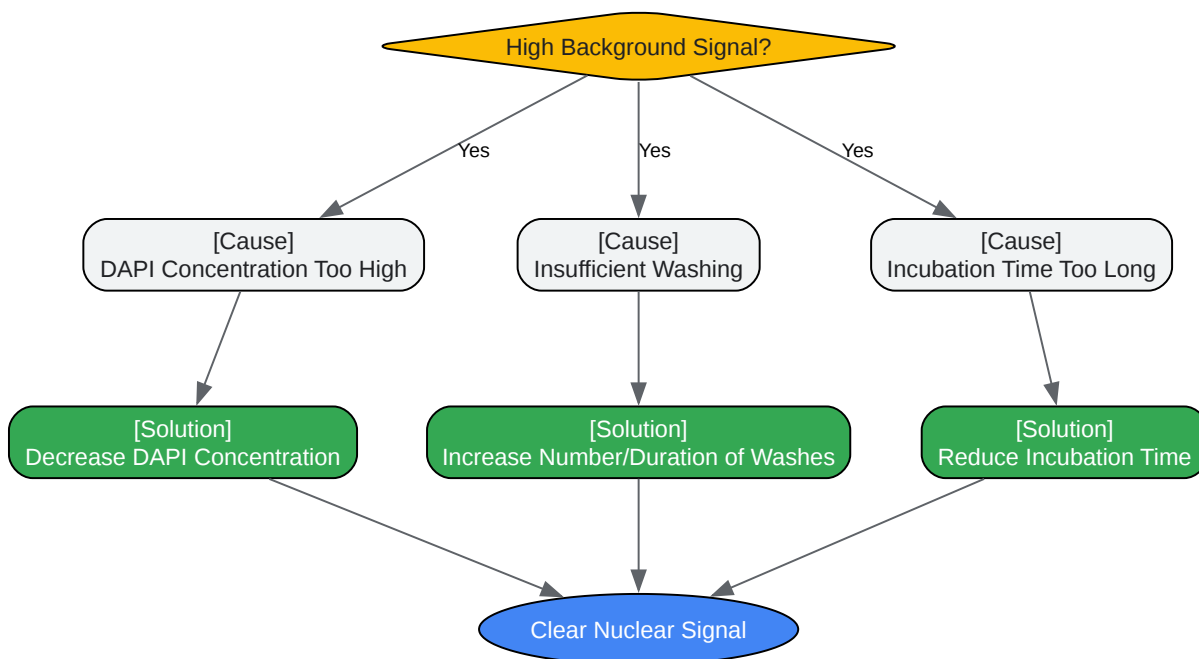 High Background Signal?
Yes
Yes
Yes
[Cause]
DAPI Concentration Too High
[Cause]
Insufficient Washing
[Cause]
Incubation Time Too Long
[Solution]
Decrease DAPI Concentration
[Solution]
Increase Number/Duration of Washes
[Solution]
Reduce Incubation Time
Clear Nuclear Signal